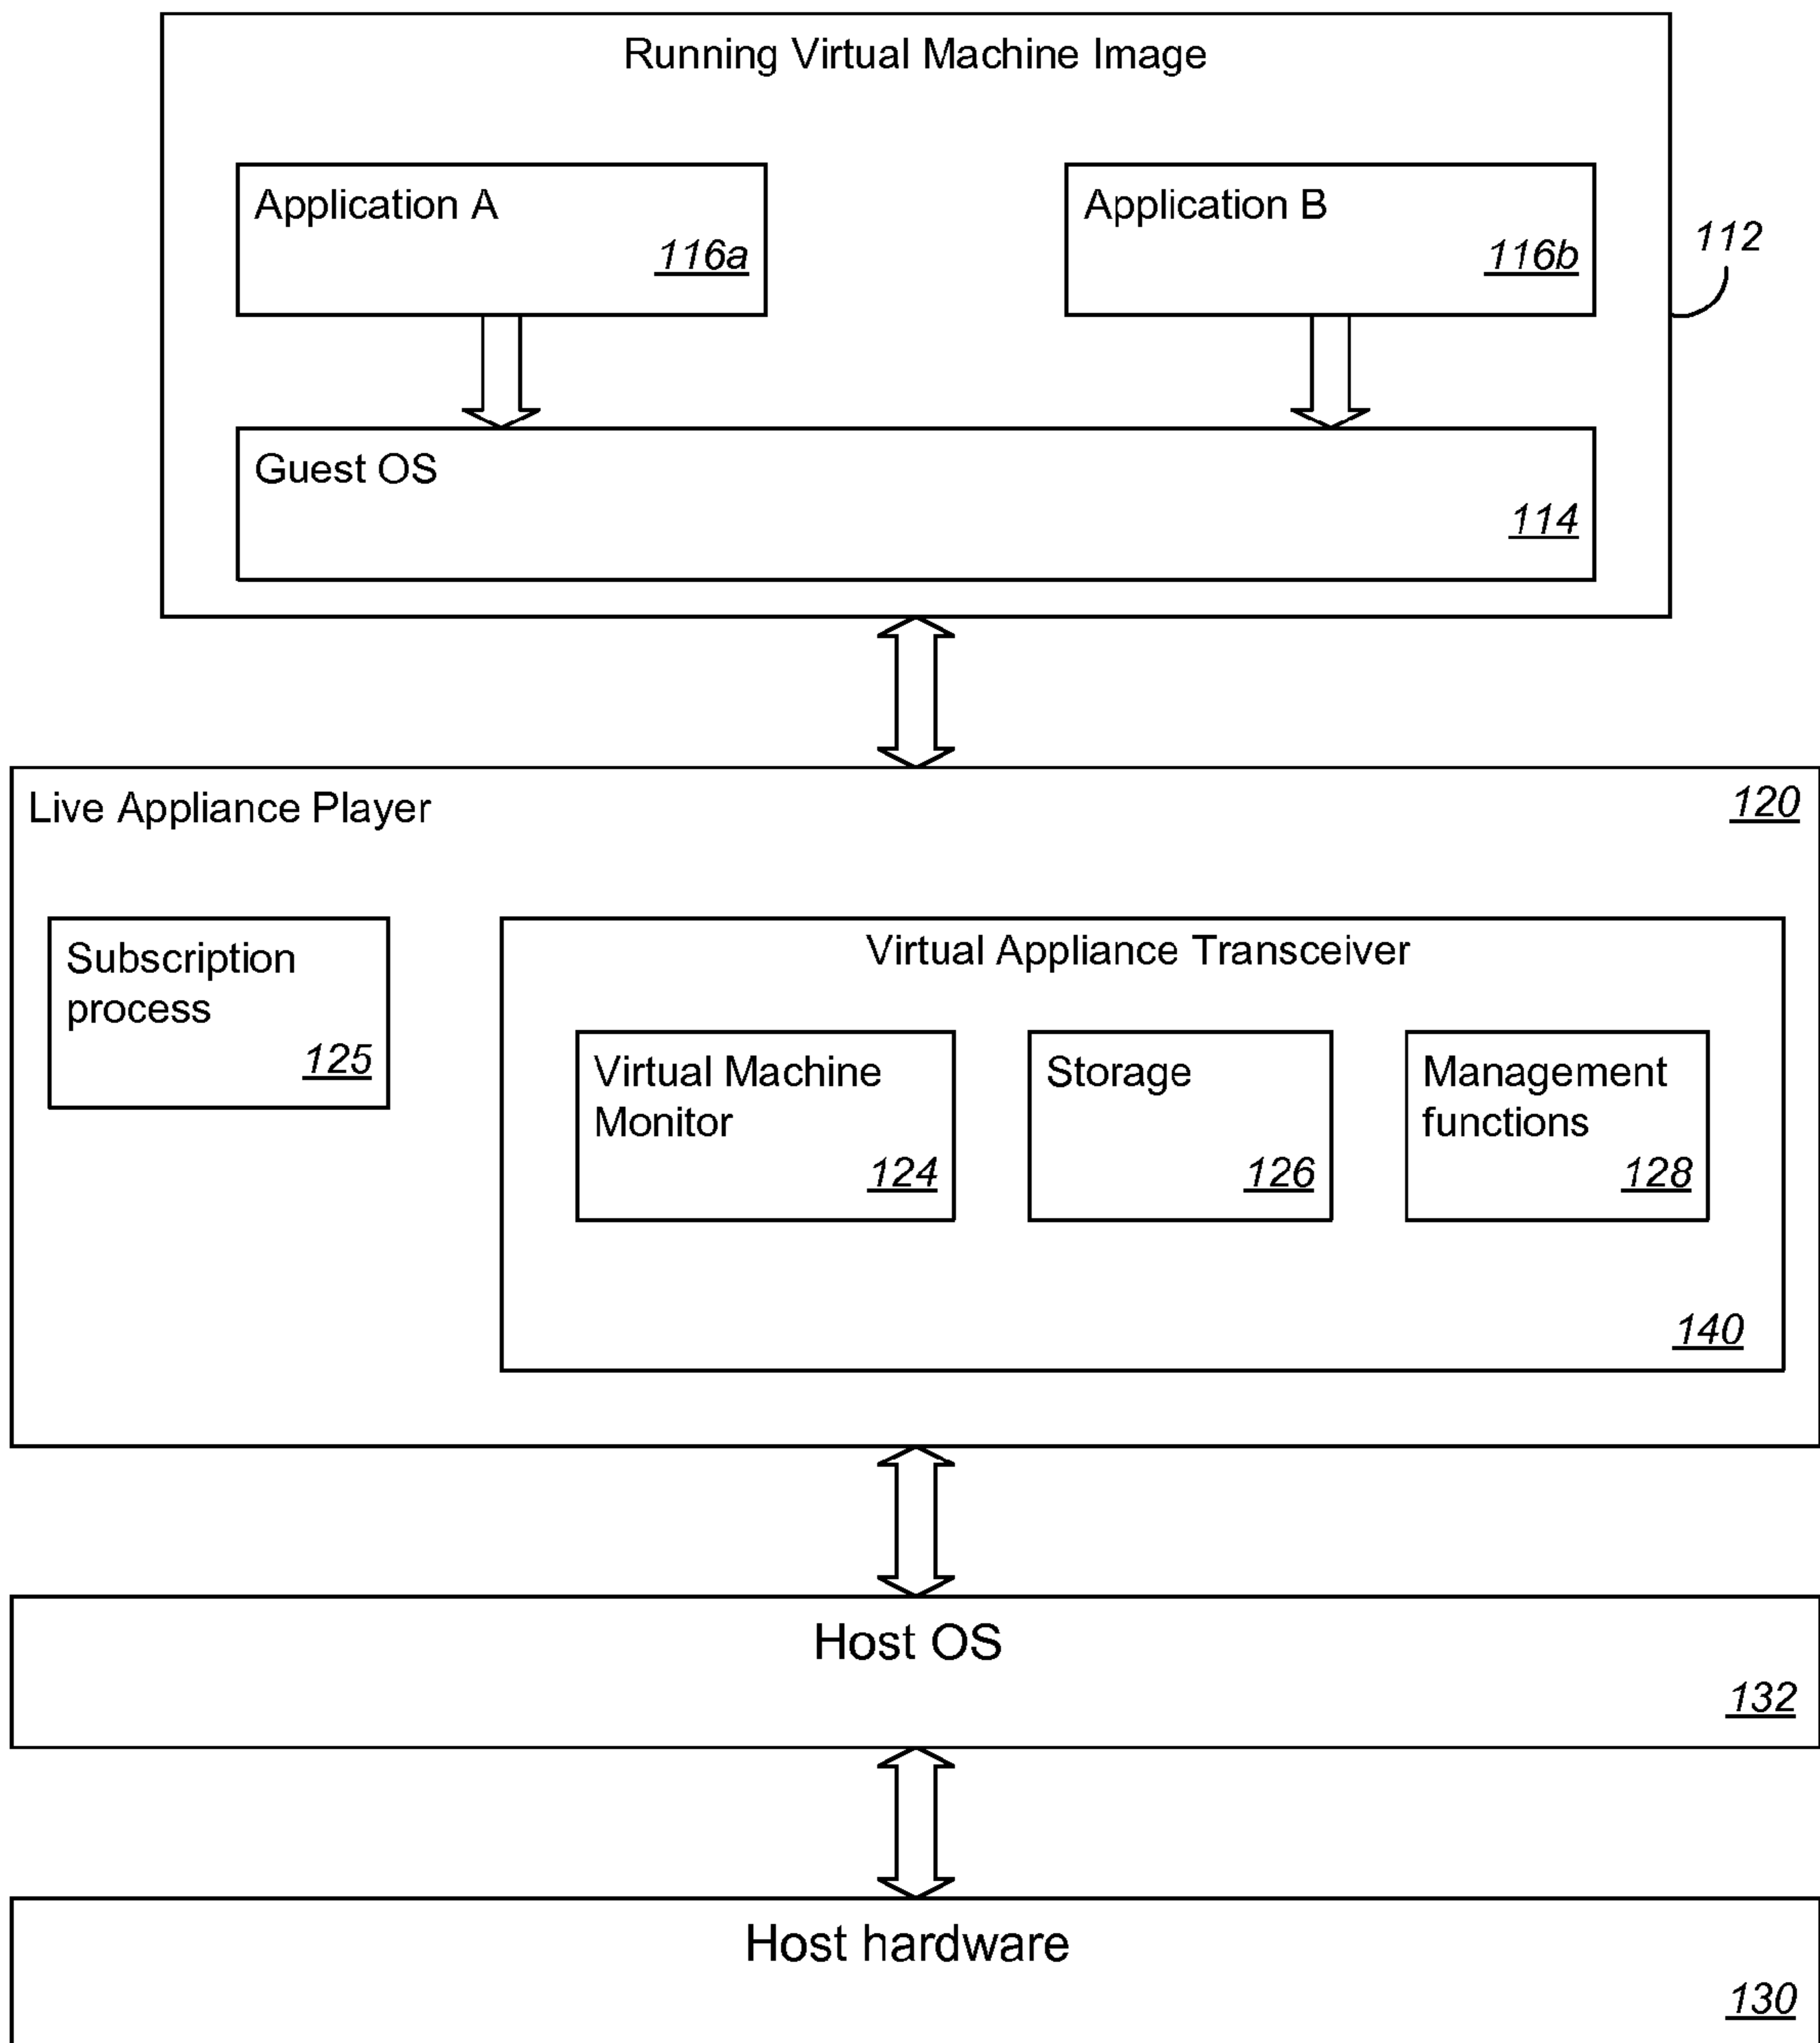 Running Virtual Machine Image
Application A
116a
Application B
116b
112
Guest OS
114
Live Appliance Player
120
Subscription
process
125
Virtual Appliance Transceiver
Virtual Machine
Monitor
124
Storage
126
Management
functions
128
140
Host OS
132
Host hardware
130